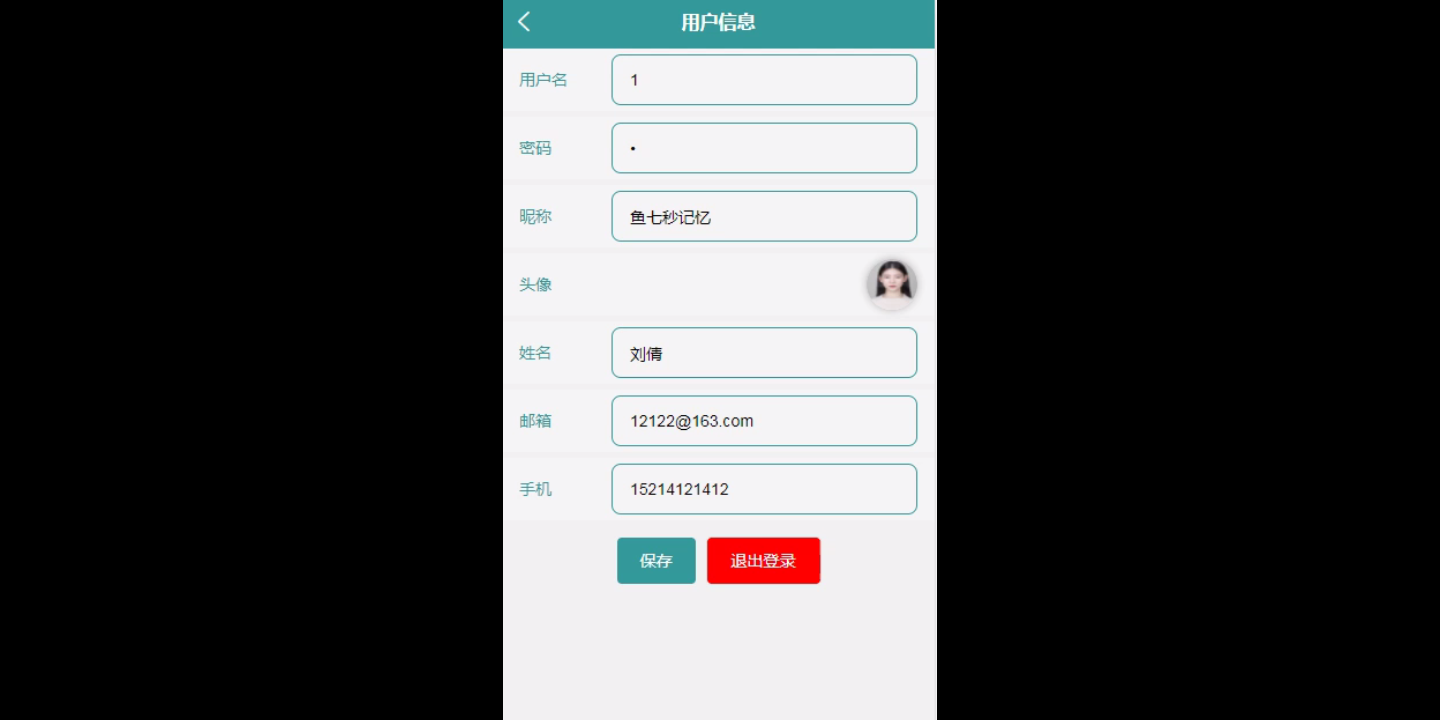 用户信息
用户名 1
密码 •
昵称 鱼七秒记忆
头像
姓名 刘倩
邮箱 12122@163.com
手机 15214121412
保存 退出登录